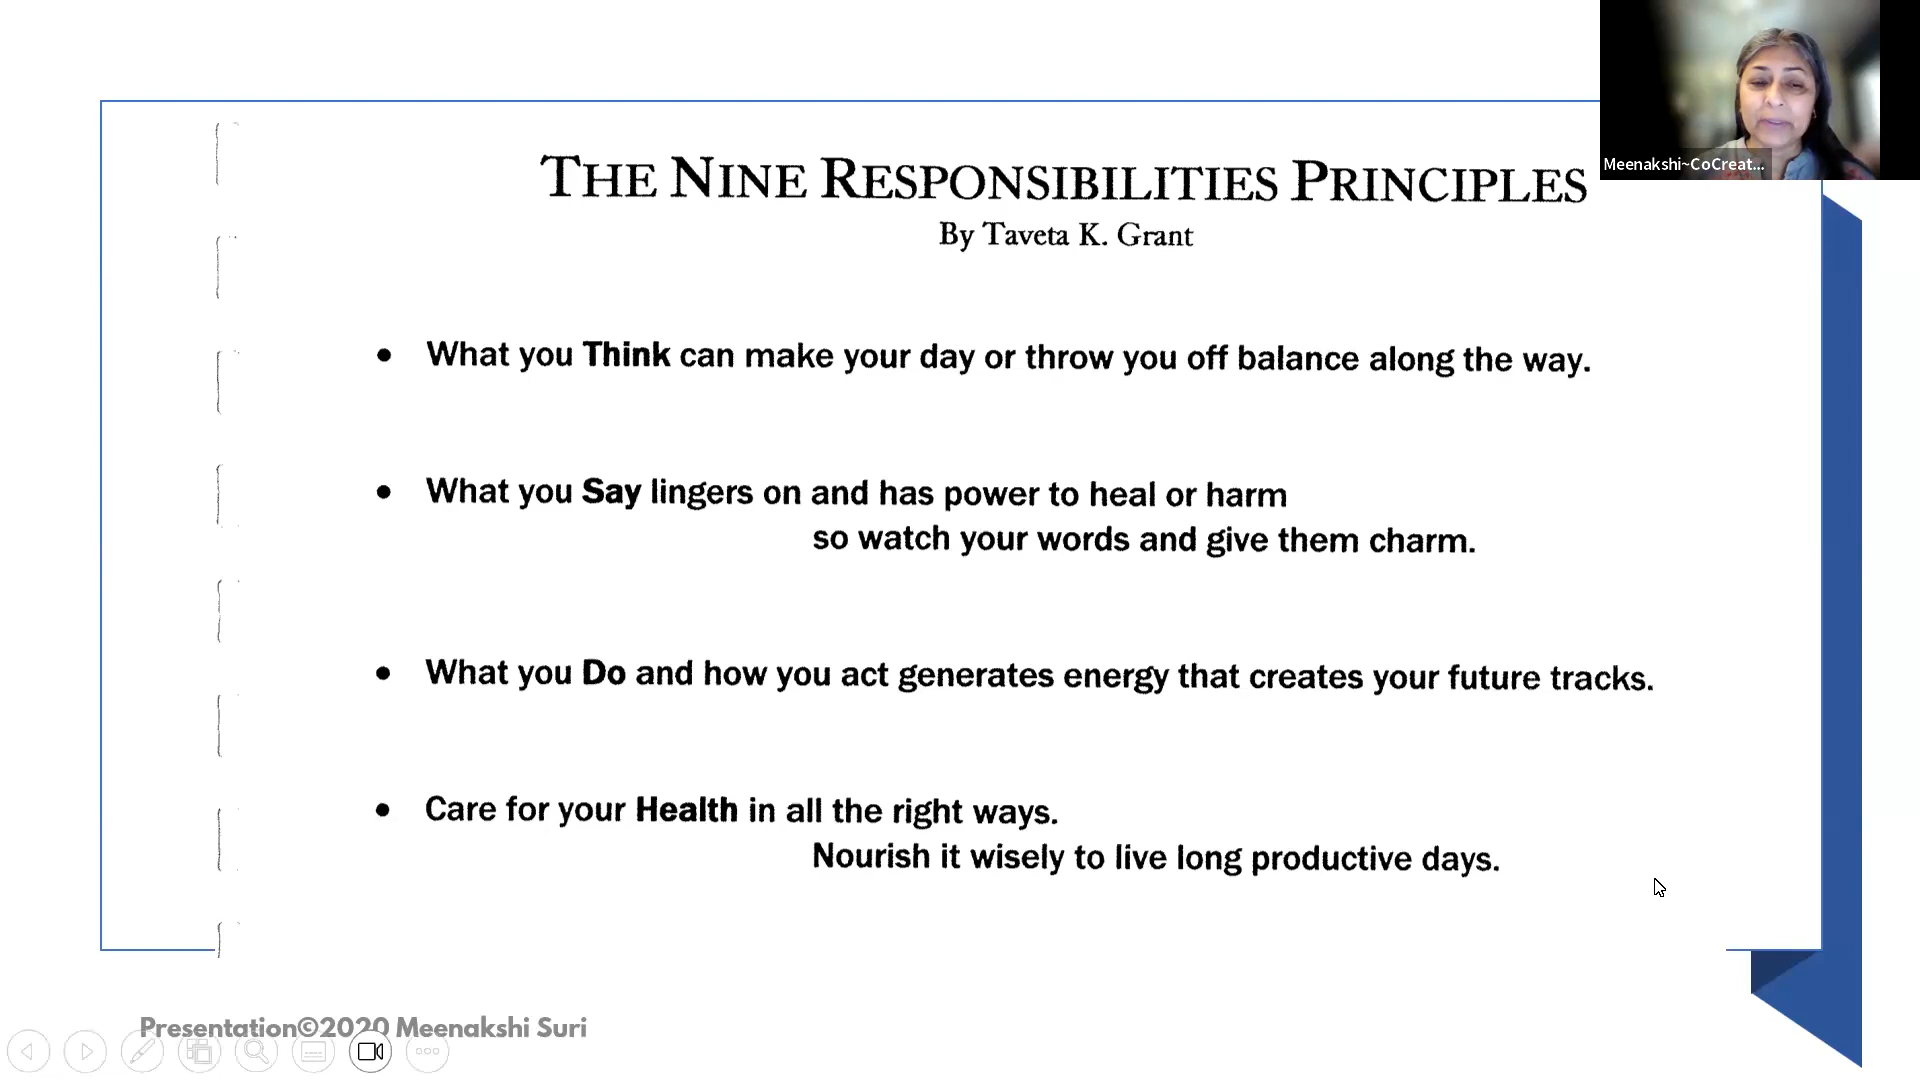 THE NINE RESPONSIBILITIES PRINCIPLES
By Taveta K. Grant
Meenakshi~CoCreat...
• What you Think can make your day or throw you off balance along the way.
• What you Say lingers on and has power to heal or harm
so watch your words and give them charm.
• What you Do and how you act generates energy that creates your future tracks.
• Care for your Health in all the right ways.
Nourish it wisely to live long productive days.
Presentation©2020 Meenakshi Suri